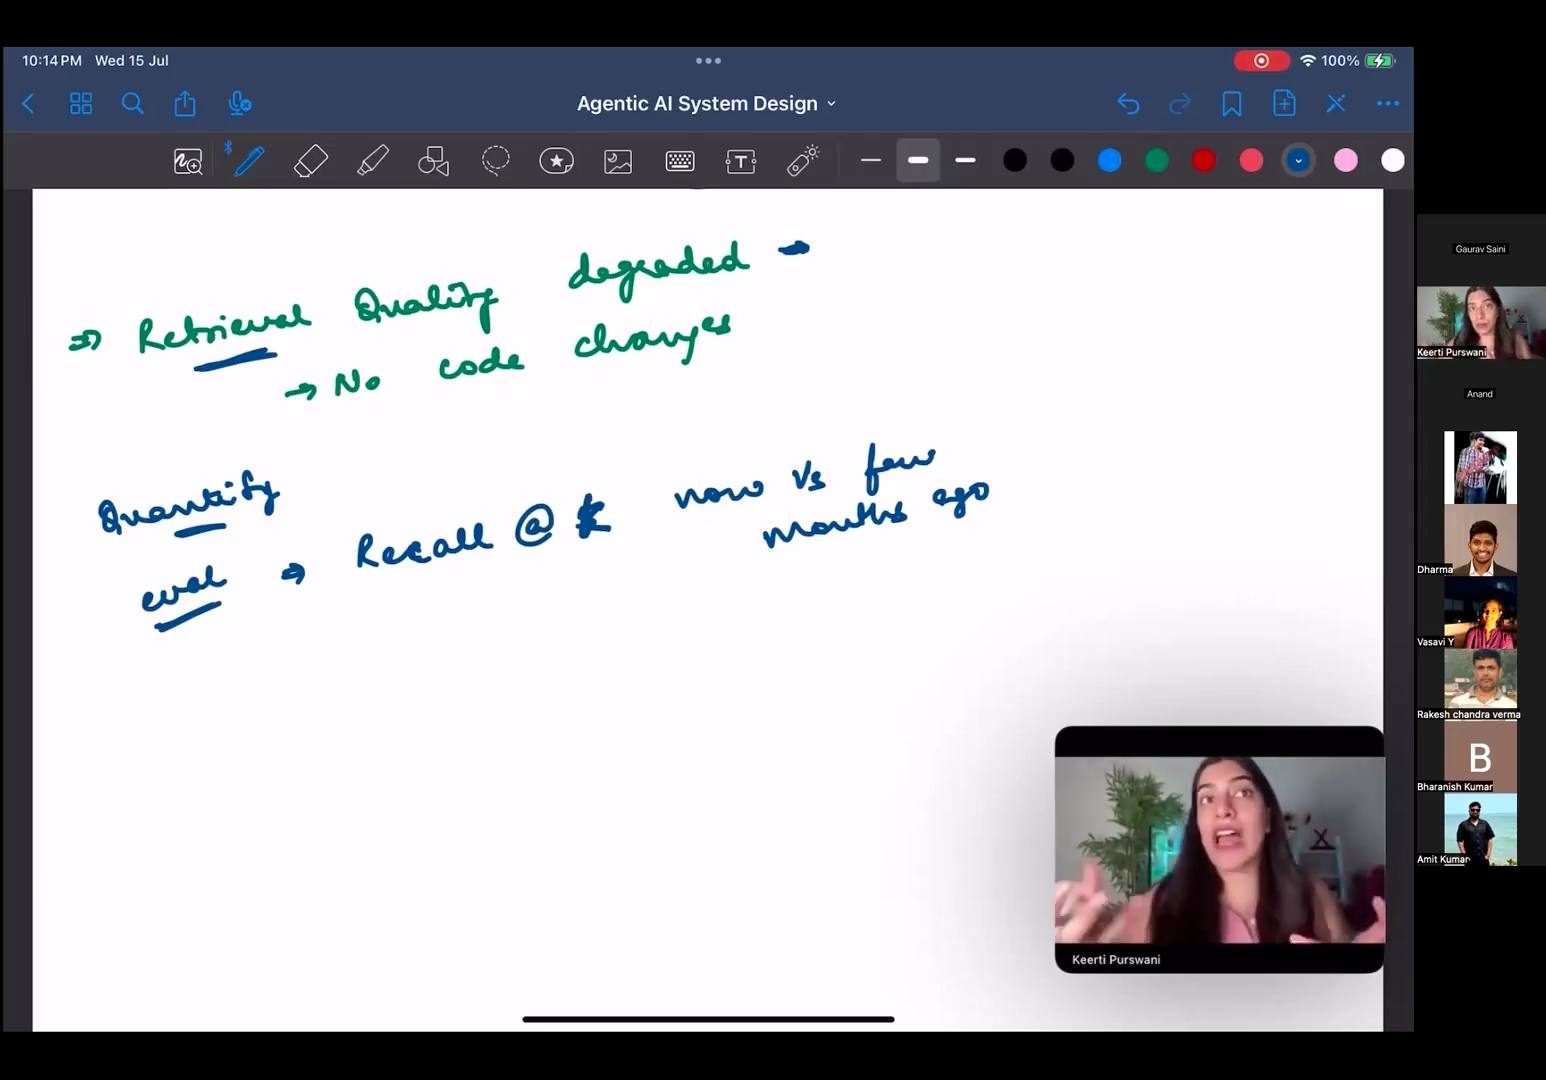 10:14 PM Wed 15 Jul
100%
Agentic AI System Design
T
⇒ Retrieval Quality degraded →
→ No code changes
Quantify
eval ⇒ Recall @ k now vs few
months ago
Keerti Purswani
Gaurav Saini
Keerti Purswani
Anand
Dharma
Vasavi Y
Rakesh chandra verma
B
Bharanish Kumar
Amit Kumar